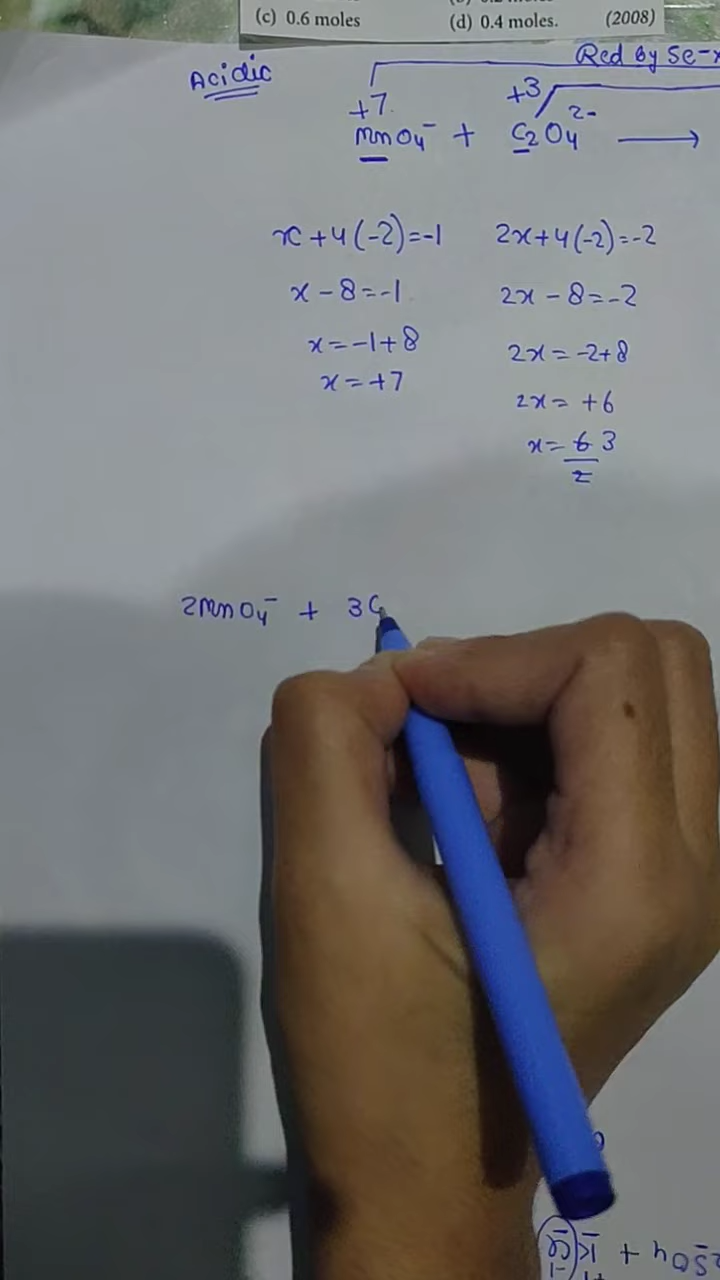 (c) 0.6 moles (d) 0.4 moles. (2008)
Acidic Red by 5e-
+7 +3
MnO4^- + C2O4^2- ⟶
x+4(-2)=-1 2x+4(-2)=-2
x-8=-1 2x-8=-2
x=-1+8 2x=-2+8
x=+7 2x=+6
x=6/2 3
2MnO4^- + 3C